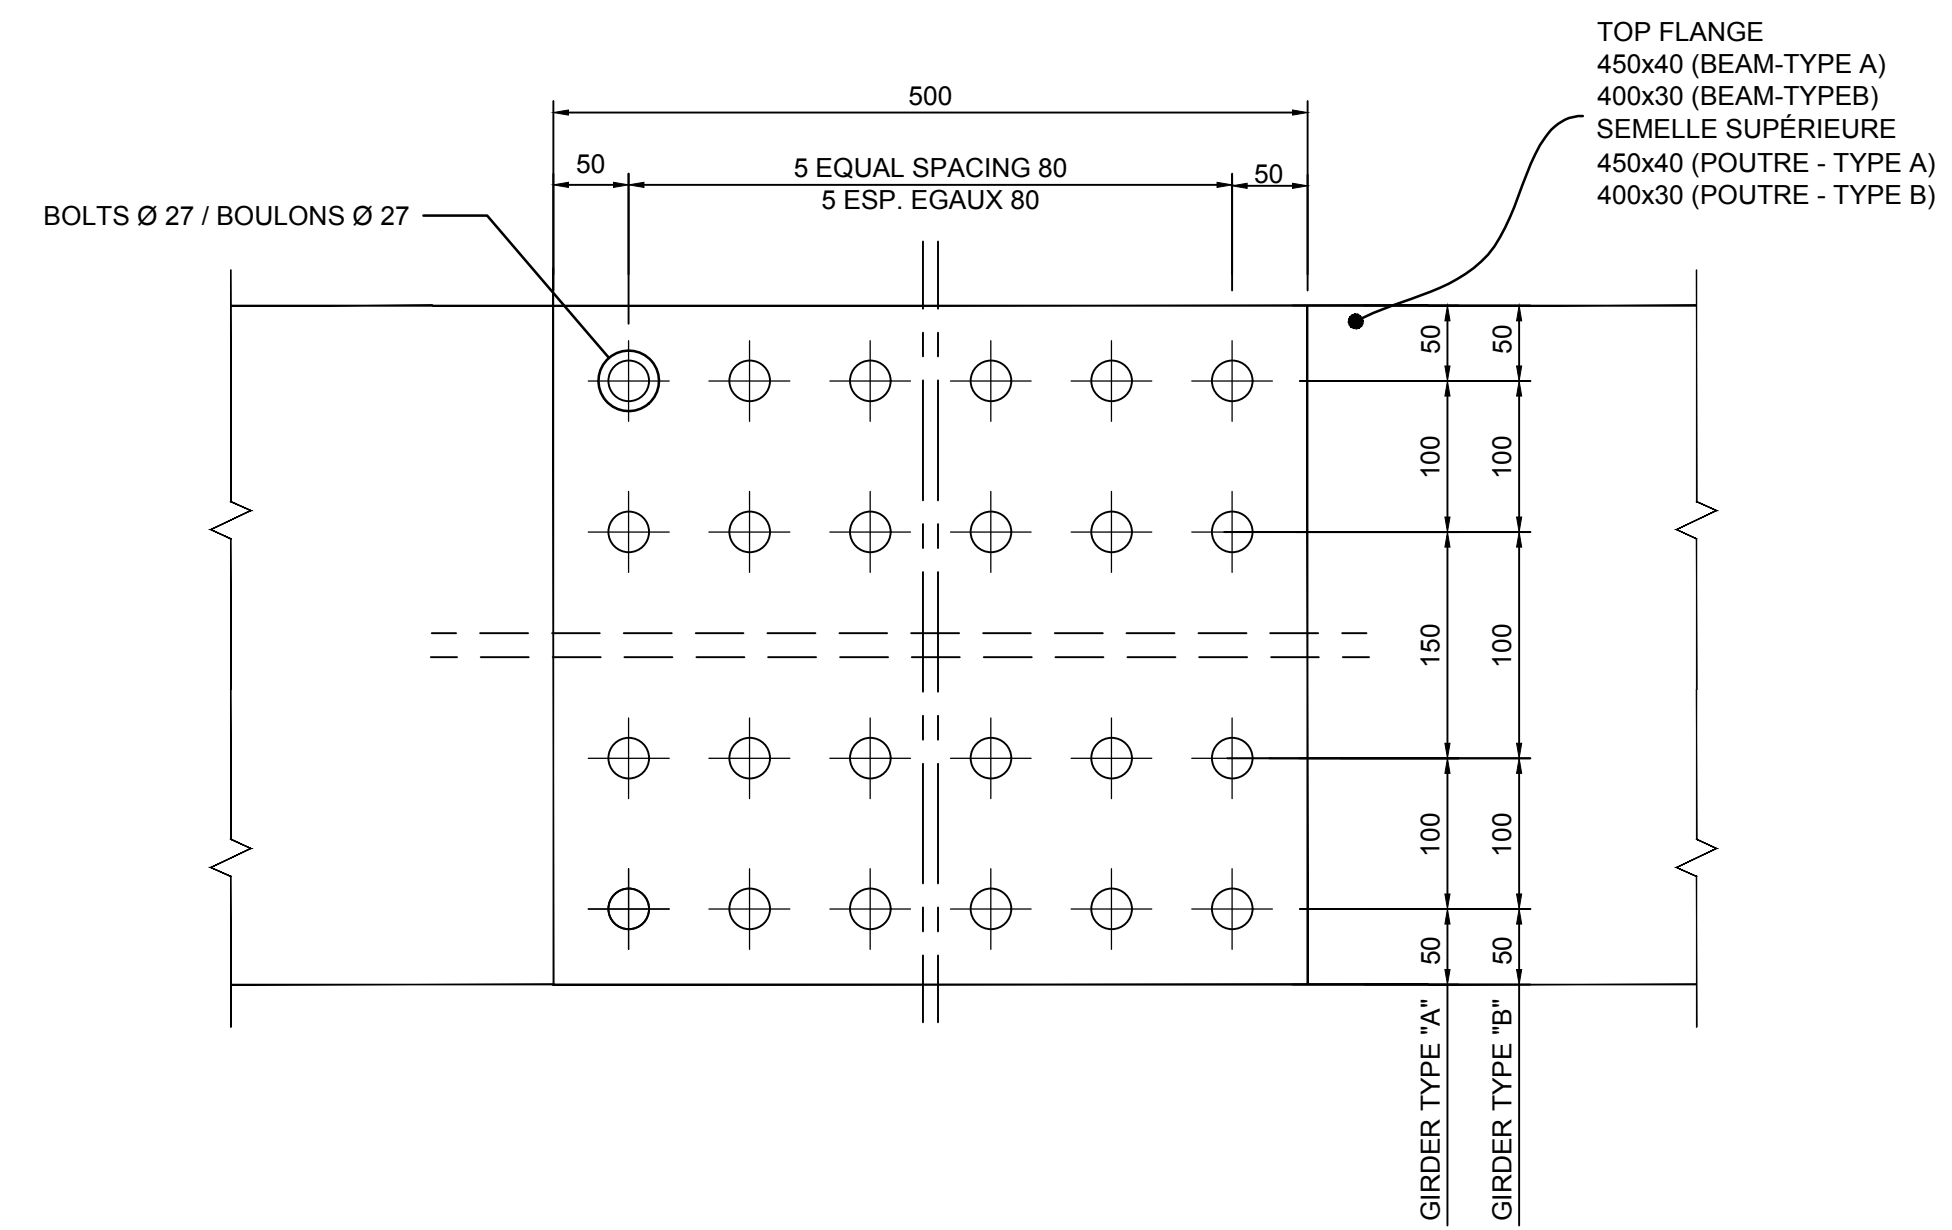 TOP FLANGE
450x40 (BEAM-TYPE A)
400x30 (BEAM-TYPEB)
SEMELLE SUPÉRIEURE
450x40 (POUTRE - TYPE A)
400x30 (POUTRE - TYPE B)
500
50
5 EQUAL SPACING 80
50
5 ESP. EGAUX 80
BOLTS Ø 27 / BOULONS Ø 27
50
100
150
100
50
GIRDER TYPE "A"
50
100
100
100
50
GIRDER TYPE "B"